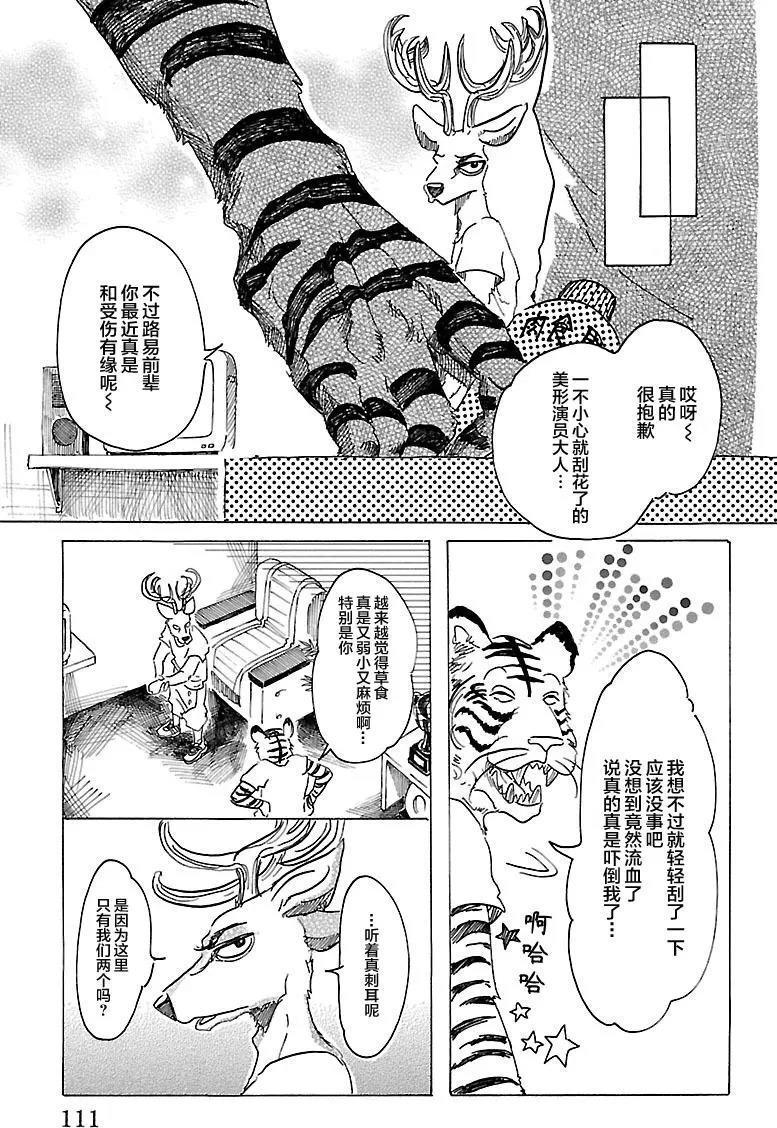 哎呀～
真的
很抱歉
一不小心就刮花了的
美形演员大人…
肉食
不过路易前辈
你最近真是
和受伤有缘呢～
我想不过就轻轻刮了一下
应该没事吧
没想到竟然流血了
说真的真是吓倒我了…
啊哈哈
越来越觉得草食
真是又弱小又麻烦啊…
特别是你
…听着真刺耳呢
是因为这里
只有我们两个吗?
111